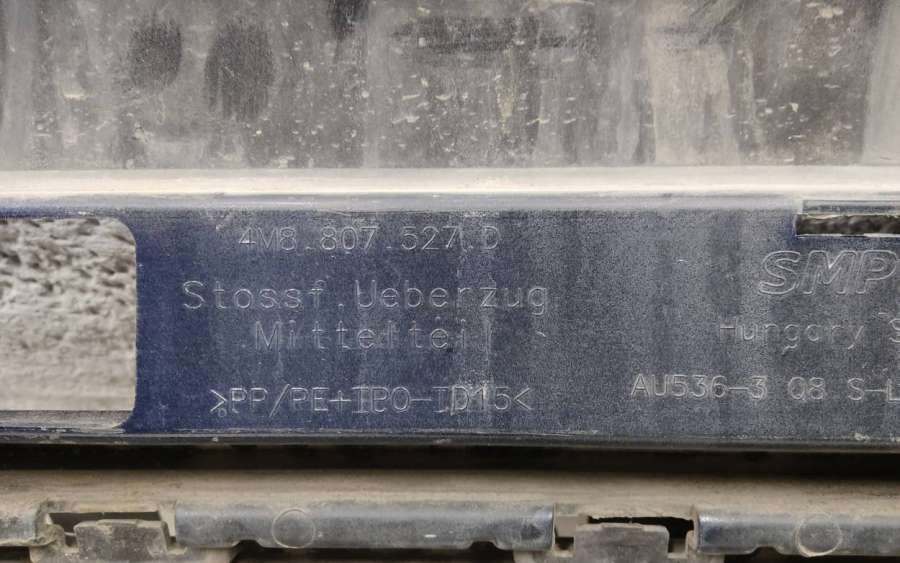 4M8.807.527.D
Stossf.Ueberzug
Mittelteil
>PP/PE+TPO-TD15<
SMP
Hungary
AU536-3 Q8 S-L